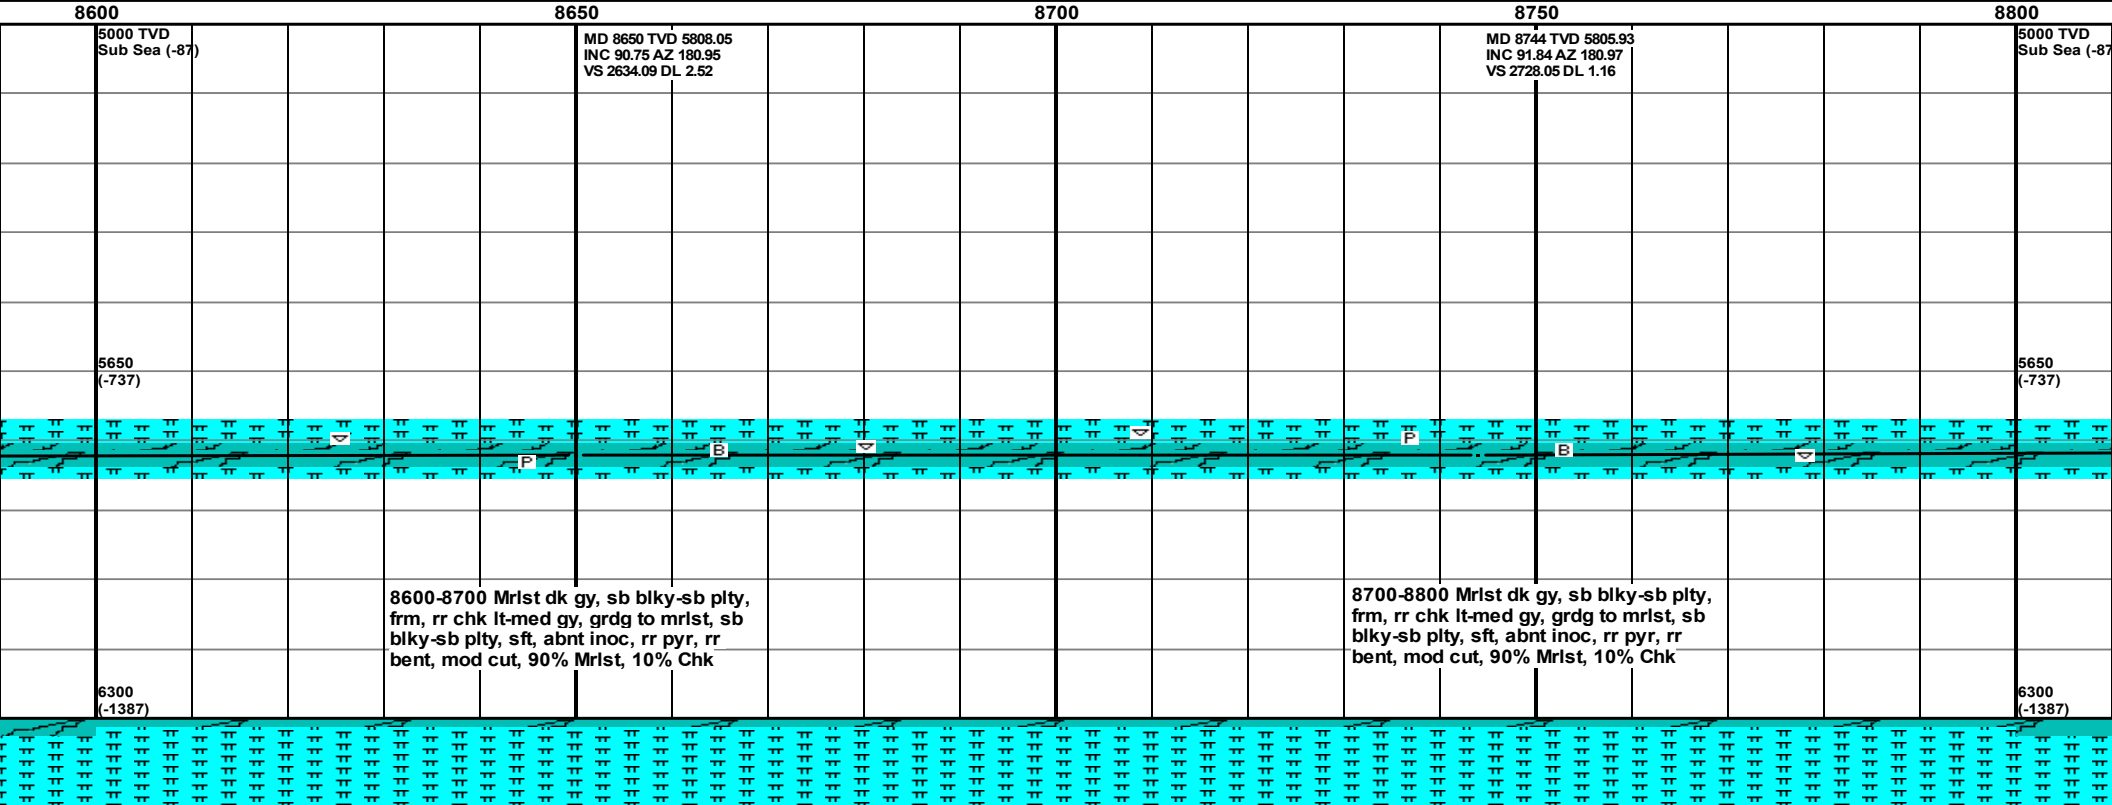 8600 8650 8700 8750 8800
5000 TVD
Sub Sea (-87)
MD 8650 TVD 5808.05
INC 90.75 AZ 180.95
VS 2634.09 DL 2.52
MD 8744 TVD 5805.93
INC 91.84 AZ 180.97
VS 2728.05 DL 1.16
5000 TVD
Sub Sea (-87
5650
(-737)
5650
(-737)
P
B
P
B
8600-8700 Mrlst dk gy, sb blky-sb plty,
frm, rr chk lt-med gy, grdg to mrlst, sb
blky-sb plty, sft, abnt inoc, rr pyr, rr
bent, mod cut, 90% Mrlst, 10% Chk
8700-8800 Mrlst dk gy, sb blky-sb plty,
frm, rr chk lt-med gy, grdg to mrlst, sb
blky-sb plty, sft, abnt inoc, rr pyr, rr
bent, mod cut, 90% Mrlst, 10% Chk
6300
(-1387)
6300
(-1387)